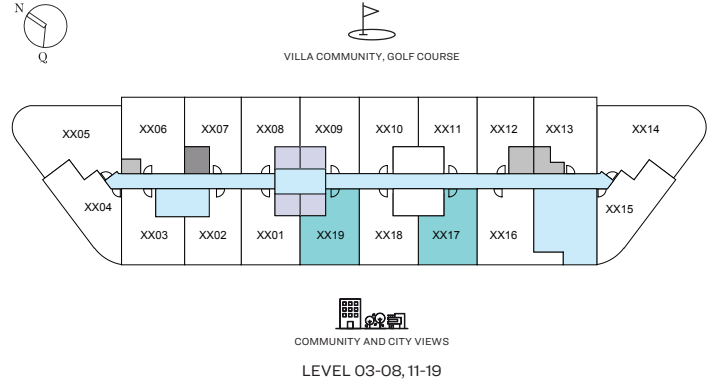 N
Q
VILLA COMMUNITY, GOLF COURSE
XX05 XX06 XX07 XX08 XX09 XX10 XX11 XX12 XX13 XX14
XX04 XX03 XX02 XX01 XX19 XX18 XX17 XX16 XX15
COMMUNITY AND CITY VIEWS
LEVEL 03-08, 11-19